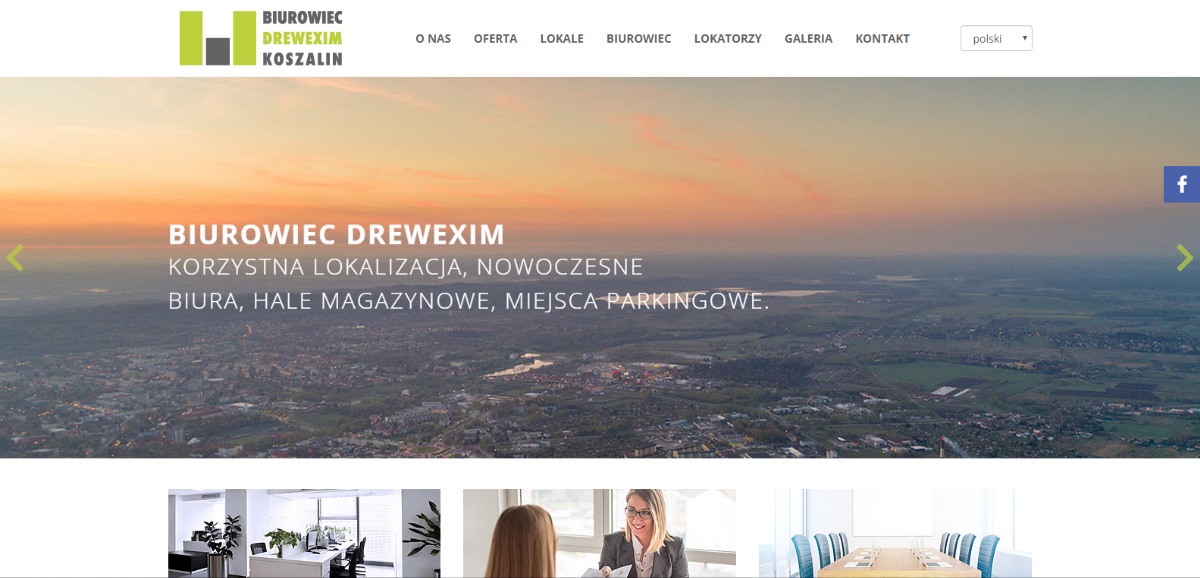 BIUROWIEC
DREWEXIM
KOSZALIN
O NAS OFERTA LOKALE BIUROWIEC LOKATORZY GALERIA KONTAKT polski
BIUROWIEC DREWEXIM
KORZYSTNA LOKALIZACJA, NOWOCZESNE
BIURA, HALE MAGAZYNOWE, MIEJSCA PARKINGOWE.